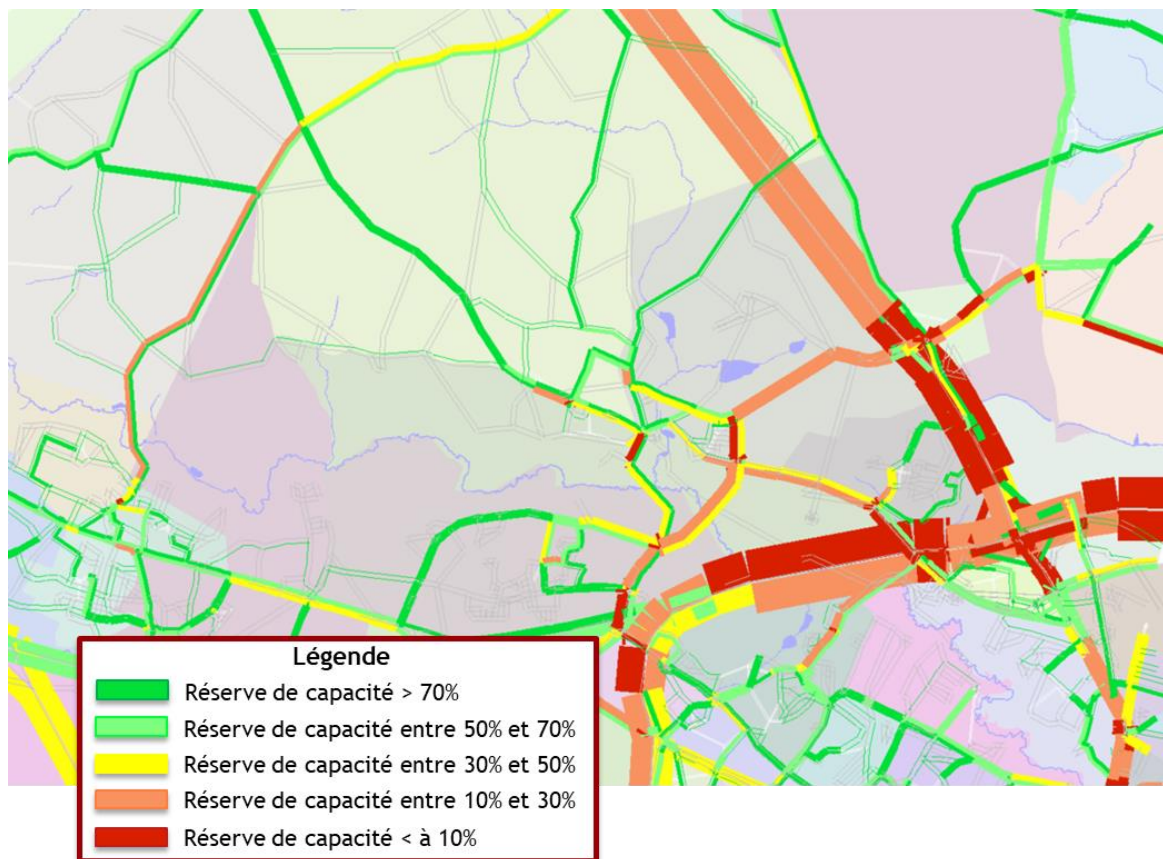 Légende
Réserve de capacité > 70%
Réserve de capacité entre 50% et 70%
Réserve de capacité entre 30% et 50%
Réserve de capacité entre 10% et 30%
Réserve de capacité < à 10%